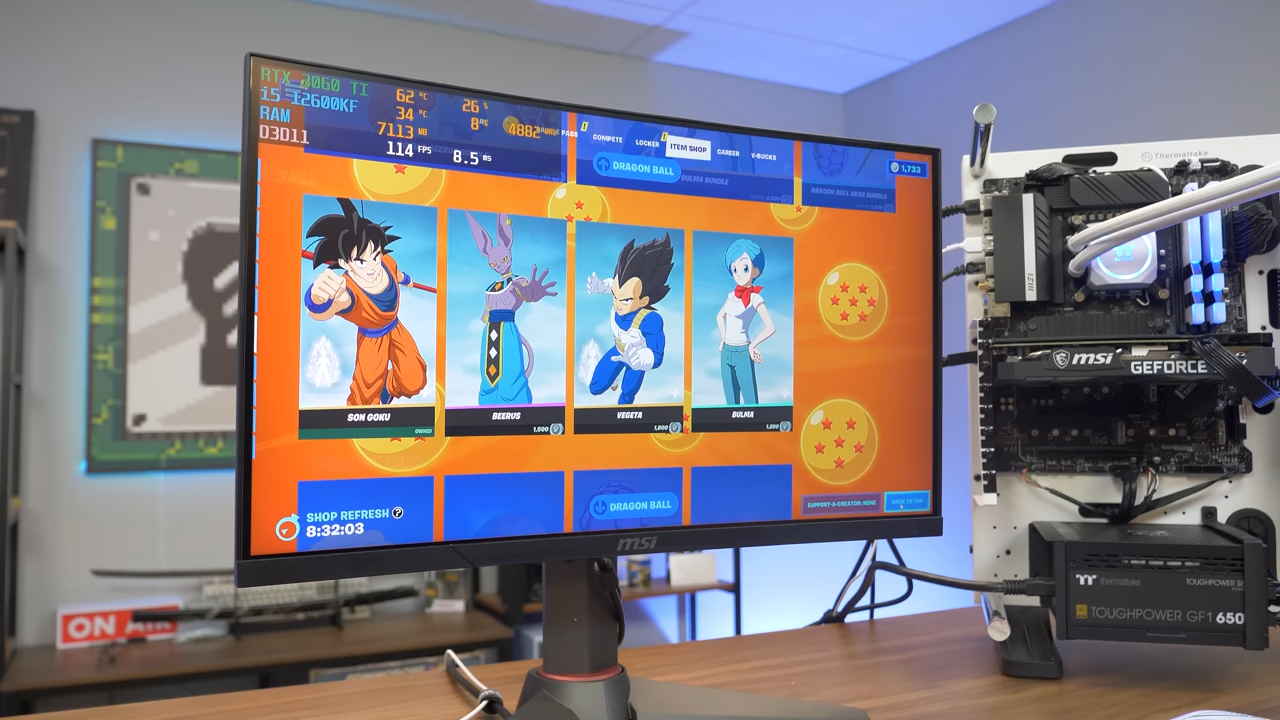 RTX 3060 TI 62 °C 26 %
i5 12600KF 34 °C 8 %
RAM 7113 MB
D3D11 114 FPS 8.5 MS
4882
PASS COMPETE LOCKER ITEM SHOP CAREER V-BUCKS
1,733
DRAGON BALL
BULMA BUNDLE
DRAGON BALL GEAR BUNDLE
SON GOKU
OWNED
BEERUS
1,500
VEGETA
1,800
BULMA
DRAGON BALL
SHOP REFRESH ?
8:32:03
SUPPORT-A-CREATOR: NONE
BACK TO TOP
msi
ON AIR
Thermaltake
msi
msi
GEFORCE
thermaltake
TOUGHPOWER GF1 650